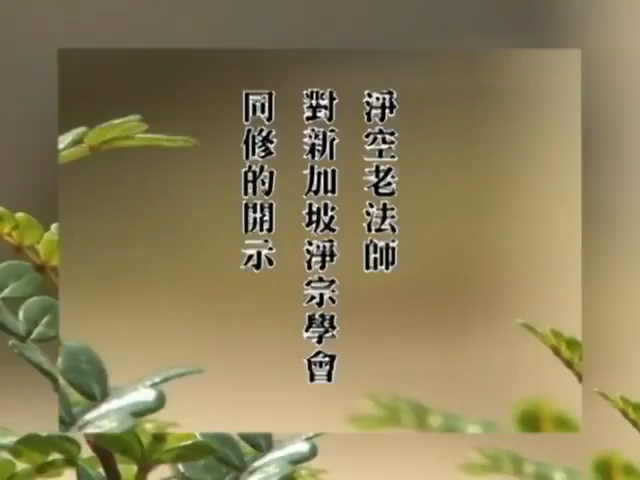 淨空老法師
對新加坡淨宗學會
同修的開示